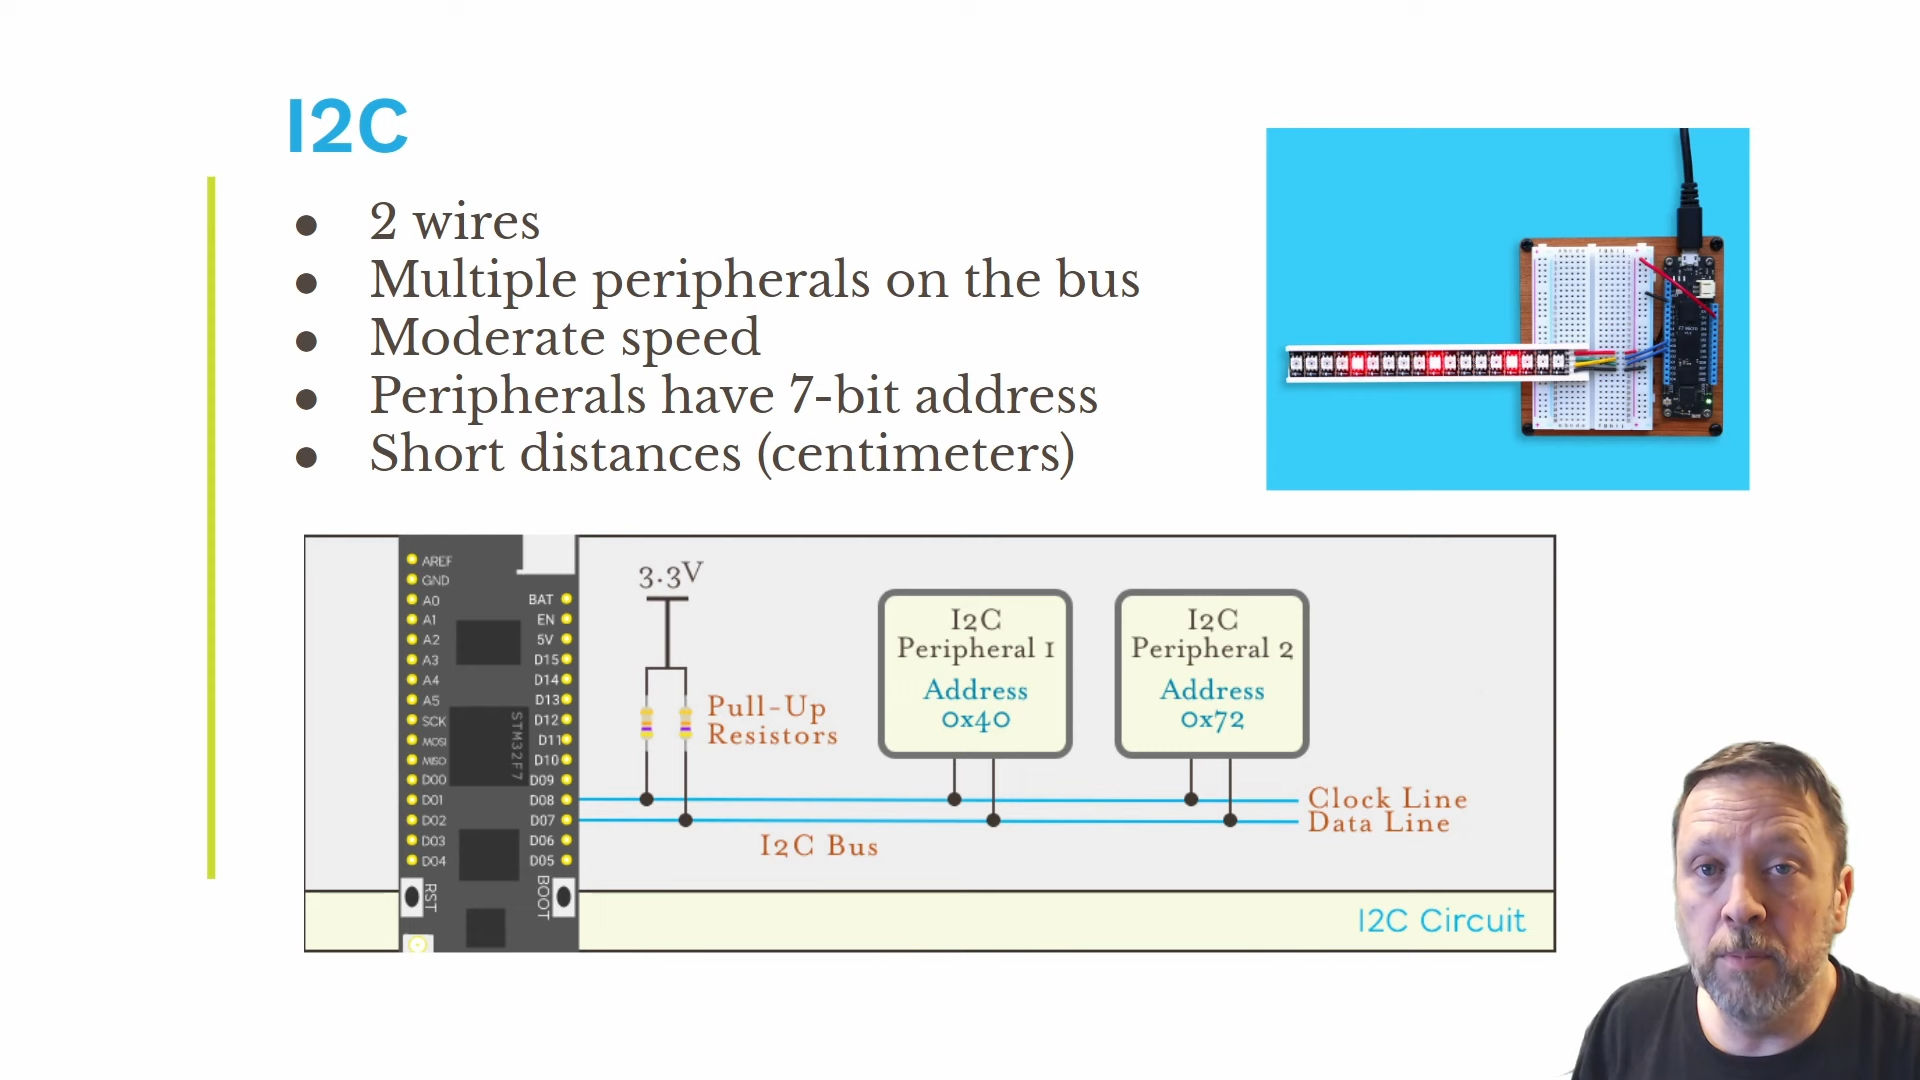 I2C
● 2 wires
● Multiple peripherals on the bus
● Moderate speed
● Peripherals have 7-bit address
● Short distances (centimeters)
AREF
GND
A0
A1
A2
A3
A4
A5
SCK
MOSI
MISO
D00
D01
D02
D03
D04
RST
STM32F7
BAT
EN
5V
D15
D14
D13
D12
D11
D10
D09
D08
D07
D06
D05
BOOT
3.3V
Pull-Up
Resistors
I2C
Peripheral 1
Address
0x40
I2C
Peripheral 2
Address
0x72
Clock Line
Data Line
I2C Bus
I2C Circuit